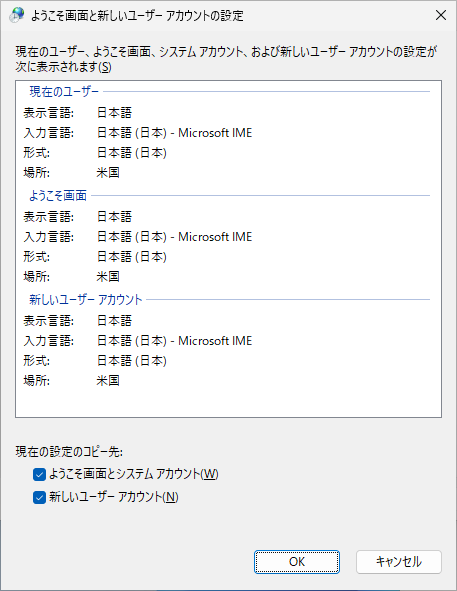 ようこそ画面と新しいユーザー アカウントの設定
現在のユーザー、ようこそ画面、システム アカウント、および新しいユーザー アカウントの設定が
次に表示されます(S)
現在のユーザー
表示言語: 日本語
入力言語: 日本語 (日本) - Microsoft IME
形式: 日本語 (日本)
場所: 米国
ようこそ画面
表示言語: 日本語
入力言語: 日本語 (日本) - Microsoft IME
形式: 日本語 (日本)
場所: 米国
新しいユーザー アカウント
表示言語: 日本語
入力言語: 日本語 (日本) - Microsoft IME
形式: 日本語 (日本)
場所: 米国
現在の設定のコピー先:
ようこそ画面とシステム アカウント(W)
新しいユーザー アカウント(N)
OK キャンセル